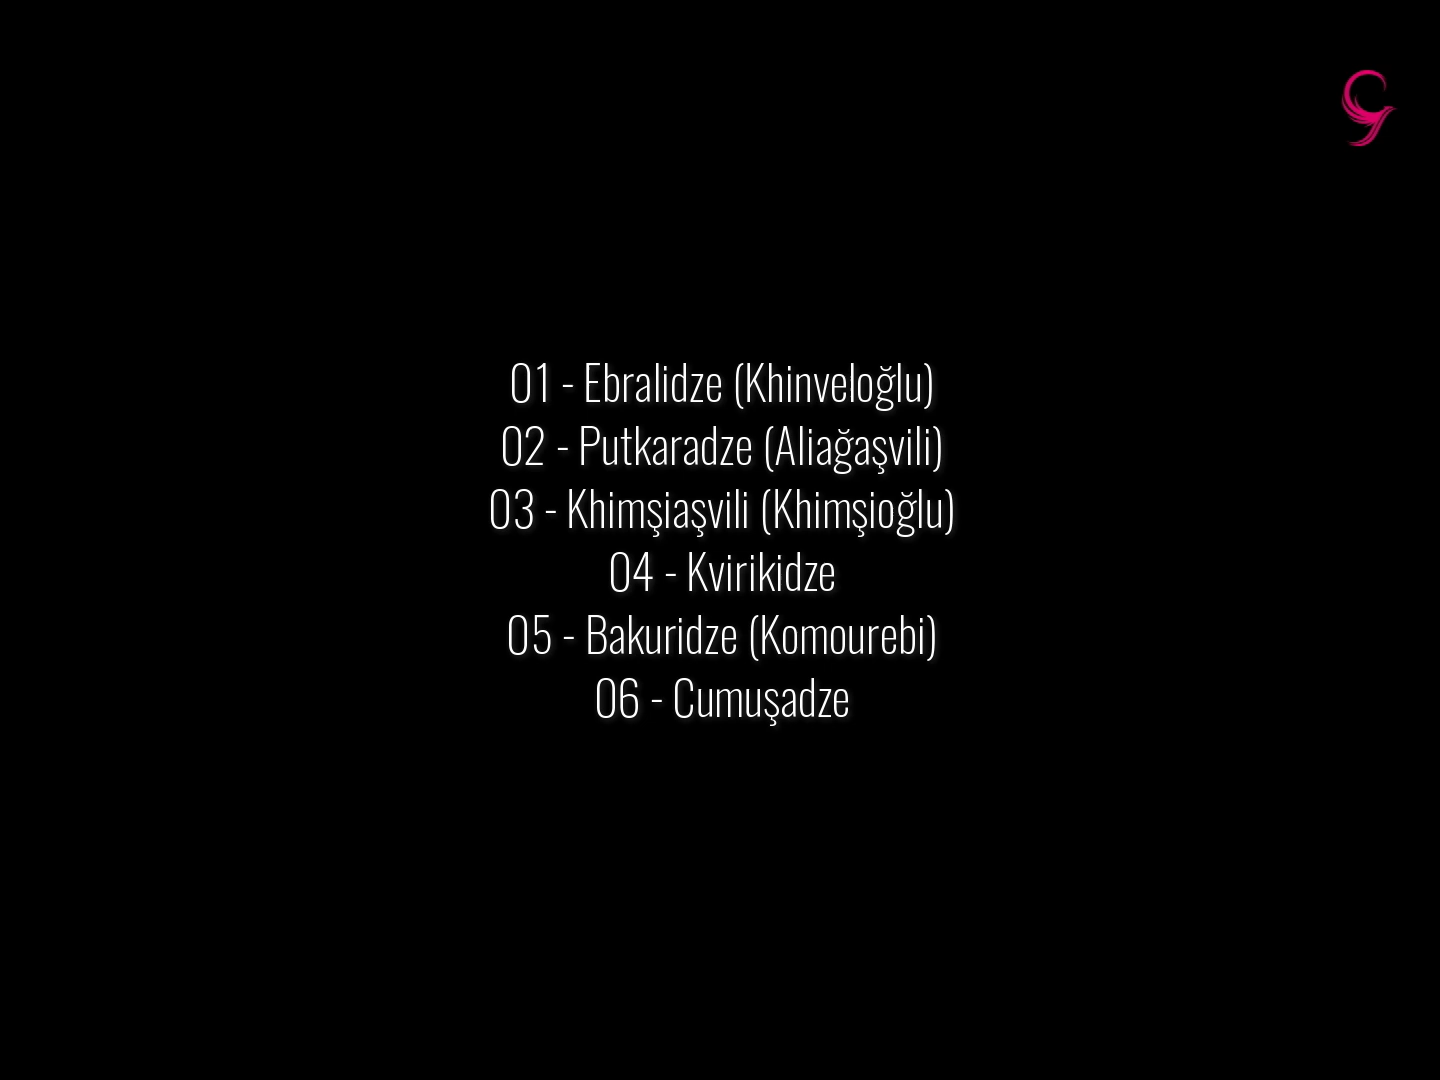 01 - Ebralidze (Khinveloğlu)
02 - Putkaradze (Aliağaşvili)
03 - Khimşiaşvili (Khimşioğlu)
04 - Kvirikidze
05 - Bakuridze (Komourebi)
06 - Cumuşadze